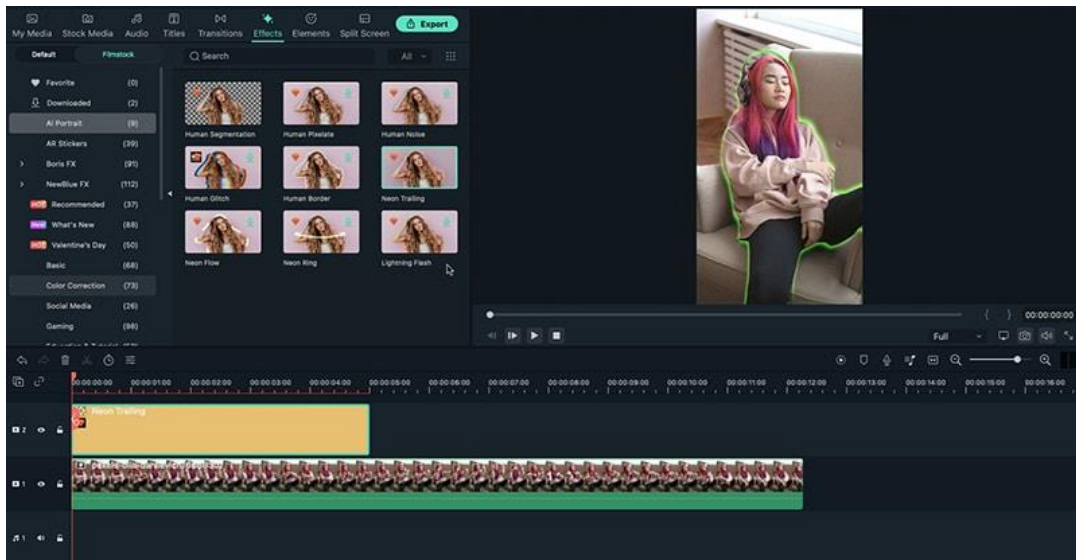 My Media Stock Media Audio Titles Transitions Effects Elements Split Screen Export
Default Filmstock
Search
All
Favorite (0)
Downloaded (2)
AI Portrait (9)
AR Stickers (39)
Boris FX (91)
NewBlue FX (112)
HOT Recommended (37)
What's New (88)
HOT Valentine's Day (50)
Basic (68)
Color Correction (73)
Social Media (26)
Gaming (98)
Human Segmentation Human Pixelate Human Noise
Human Glitch Human Border Neon Trailing
Neon Flow Neon Ring Lightning Flash
00:00:00:00
Full
00:00:00:00 00:00:01:00 00:00:02:00 00:00:03:00 00:00:04:00 00:00:05:00 00:00:06:00 00:00:07:00 00:00:08:00 00:00:09:00 00:00:10:00 00:00:11:00 00:00:12:00 00:00:13:00 00:00:14:00 00:00:15:00 00:00:16:00
2
Neon Trailing
1
1